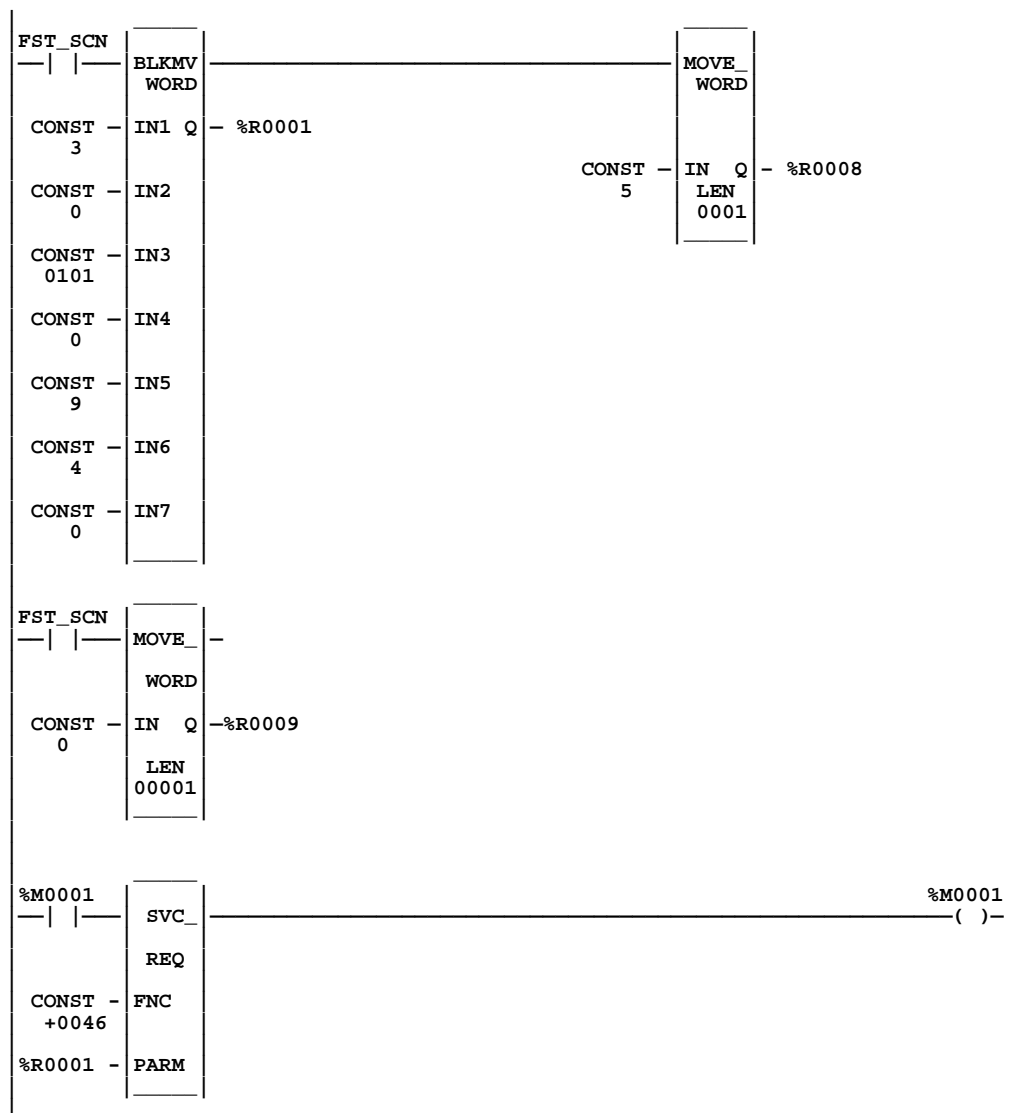 FST_SCN
BLKMV MOVE_
WORD WORD
CONST IN1 Q %R0001
3
CONST IN Q %R0008
CONST IN2 5 LEN
0 0001
CONST IN3
0101
CONST IN4
0
CONST IN5
9
CONST IN6
4
CONST IN7
0
FST_SCN
MOVE_
WORD
CONST IN Q %R0009
0
LEN
00001
%M0001 %M0001
SVC_ ( )
REQ
CONST FNC
+0046
%R0001 PARM